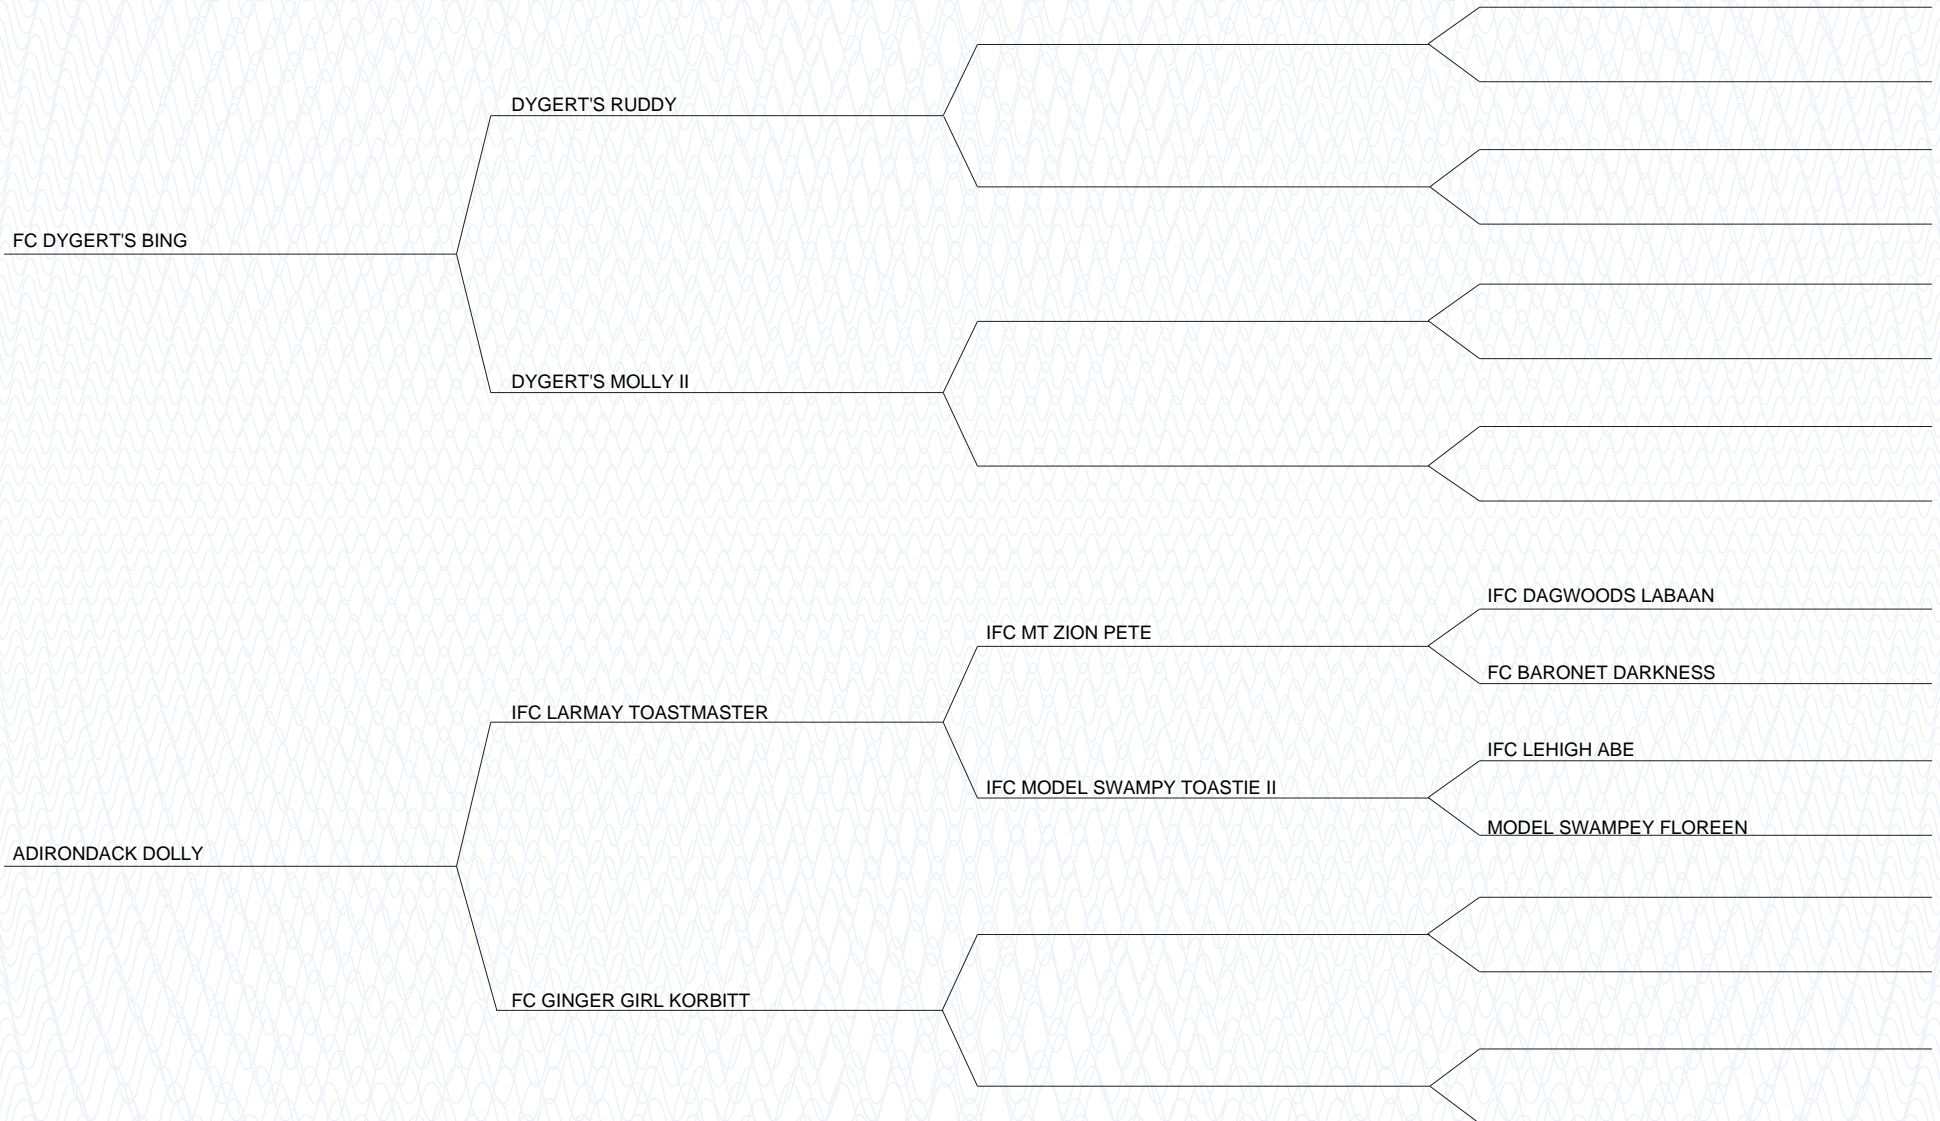 DYGERT'S RUDDY
FC DYGERT'S BING
DYGERT'S MOLLY II
IFC DAGWOODS LABAAN
IFC MT ZION PETE
FC BARONET DARKNESS
IFC LARMAY TOASTMASTER
IFC LEHIGH ABE
IFC MODEL SWAMPY TOASTIE II
MODEL SWAMPEY FLOREEN
ADIRONDACK DOLLY
FC GINGER GIRL KORBITT